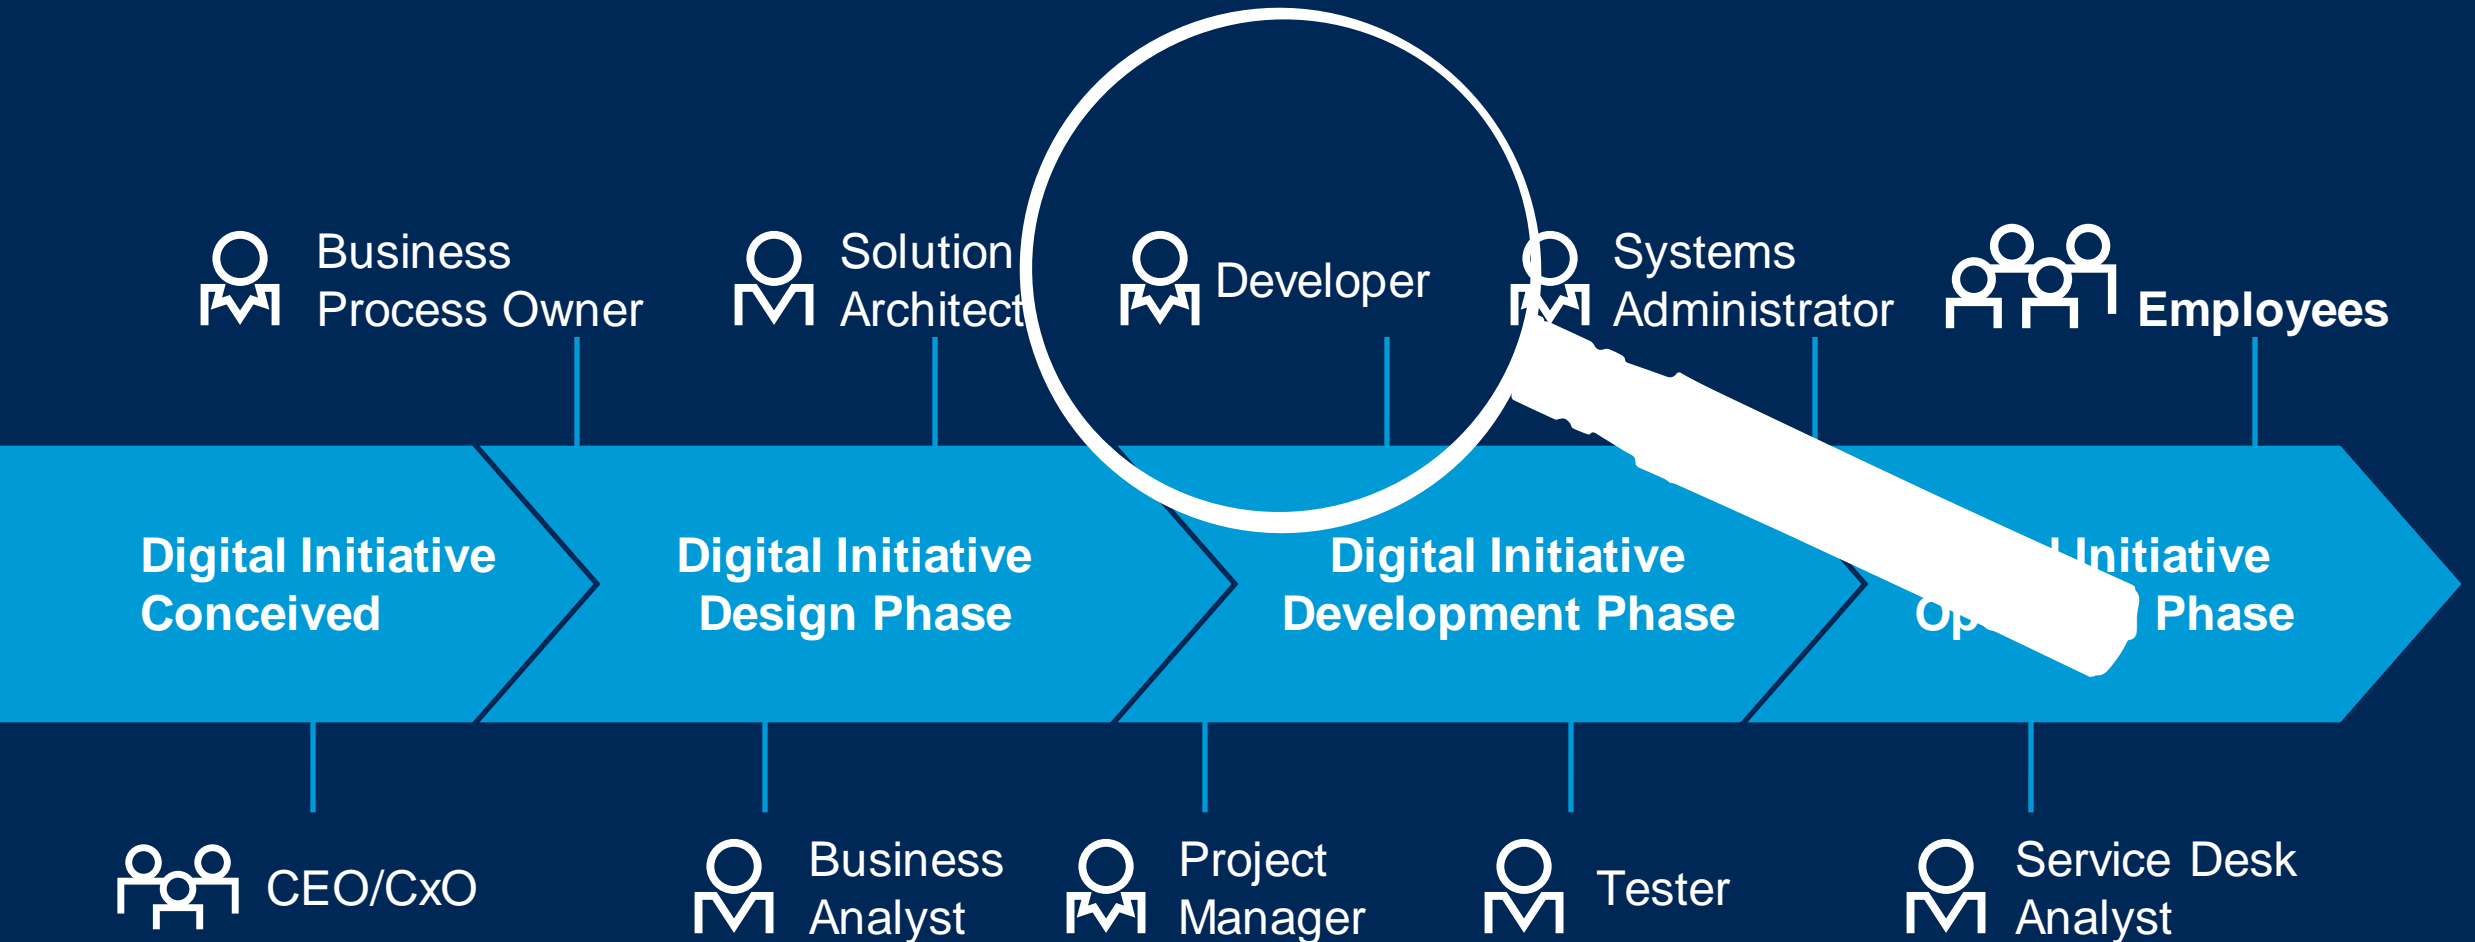 Business
Process Owner
Solution
Architect
Developer
Systems
Administrator
Employees
Digital Initiative
Conceived
Digital Initiative
Design Phase
Digital Initiative
Development Phase
Initiative
Phase
CEO/CxO
Business
Analyst
Project
Manager
Tester
Service Desk
Analyst